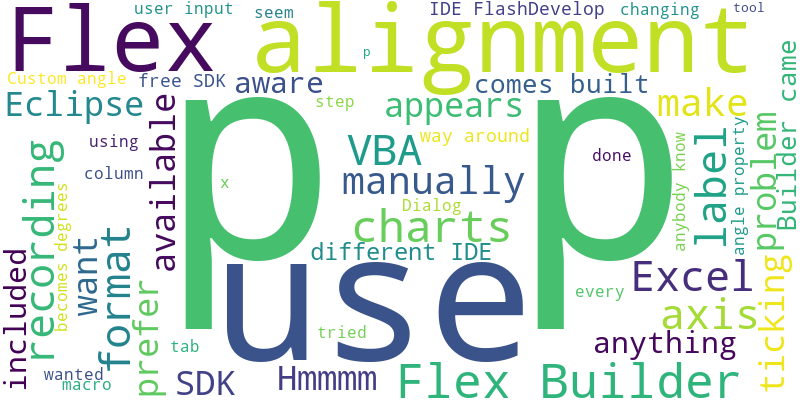 user input
seem
IDE FlashDevelop
changing
tool
Flex
alignment
p
Custom angle
free SDK
aware
comes built
Builder came
Eclipse
available
p p
step
appears
make
using
VBA
way around
done
anybody know
label
angle property
problem
recording
column
x
manually
Dialog
charts
becomes degrees
want
format
different IDE
use
Excel
included
prefer
every
axis
ticking
tried
anything
tab
wanted
macro
SDK
Hmmmm
Flex Builder